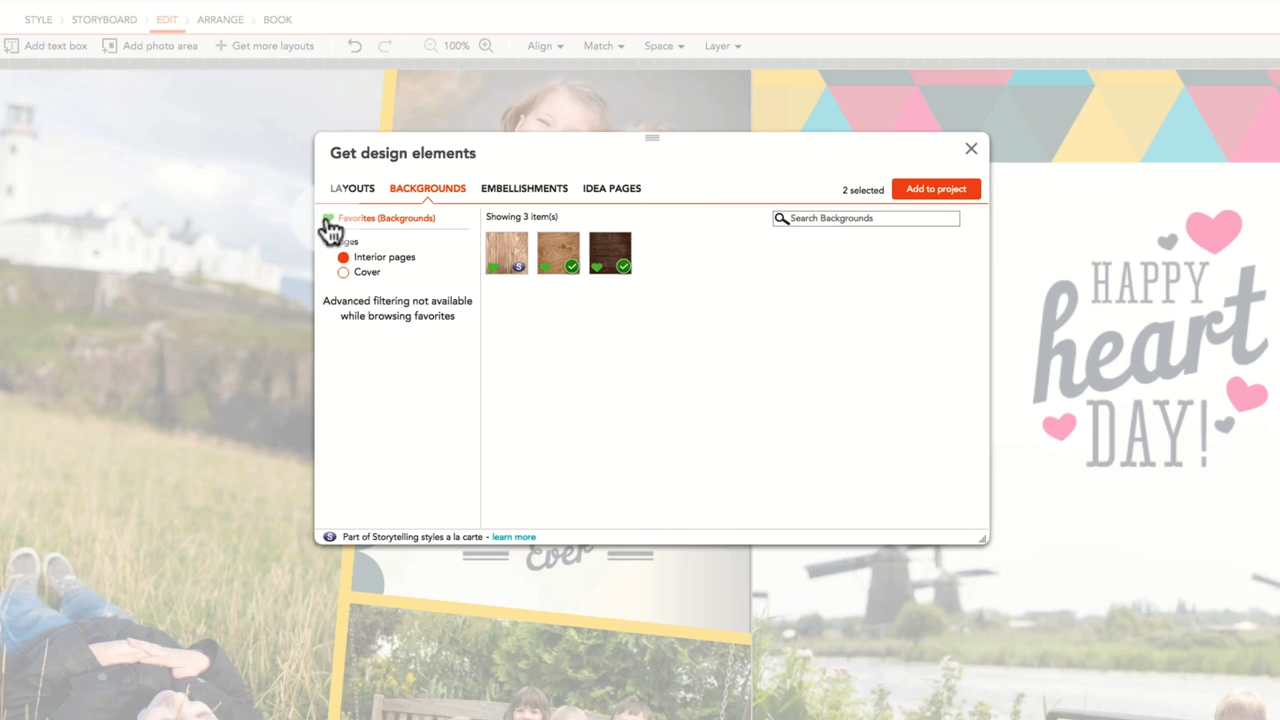 STYLE STORYBOARD EDIT ARRANGE BOOK
Add text box Add photo area Get more layouts 100% Align Match Space Layer
Get design elements
LAYOUTS BACKGROUNDS EMBELLISHMENTS IDEA PAGES 2 selected Add to project
Favorites (Backgrounds) Showing 3 item(s) Search Backgrounds
Interior pages
Cover
Advanced filtering not available
while browsing favorites
S Part of Storytelling styles a la carte - learn more
HAPPY
heart
DAY!
Ever